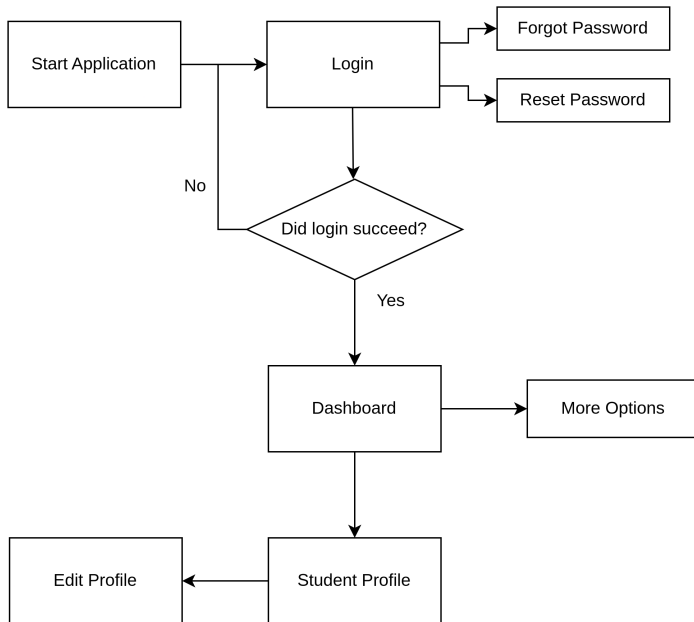 Forgot Password
Start Application
Login
Reset Password
No
Did login succeed?
Yes
Dashboard
More Options
Edit Profile
Student Profile